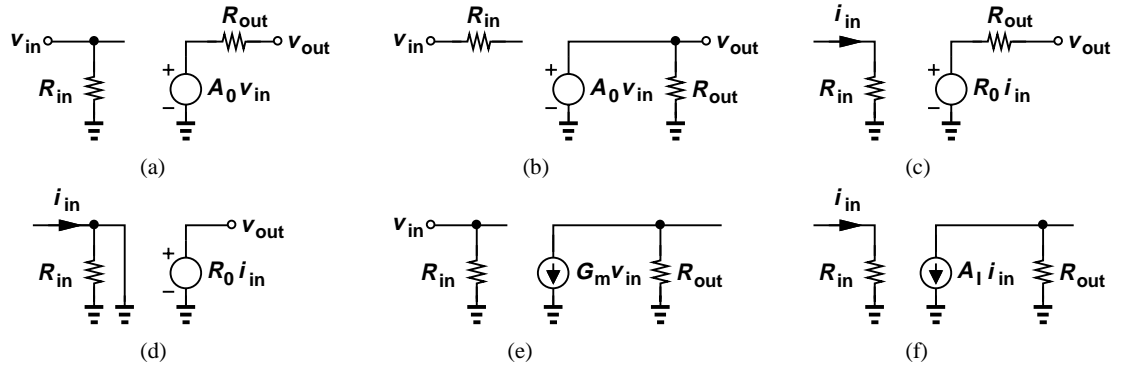 v_in R_in + − A_0 v_in R_out v_out
(a)
v_in R_in + − A_0 v_in R_out v_out
(b)
i_in R_in + − R_0 i_in R_out v_out
(c)
i_in R_in + − R_0 i_in v_out
(d)
v_in R_in G_m v_in R_out
(e)
i_in R_in A_I i_in R_out
(f)